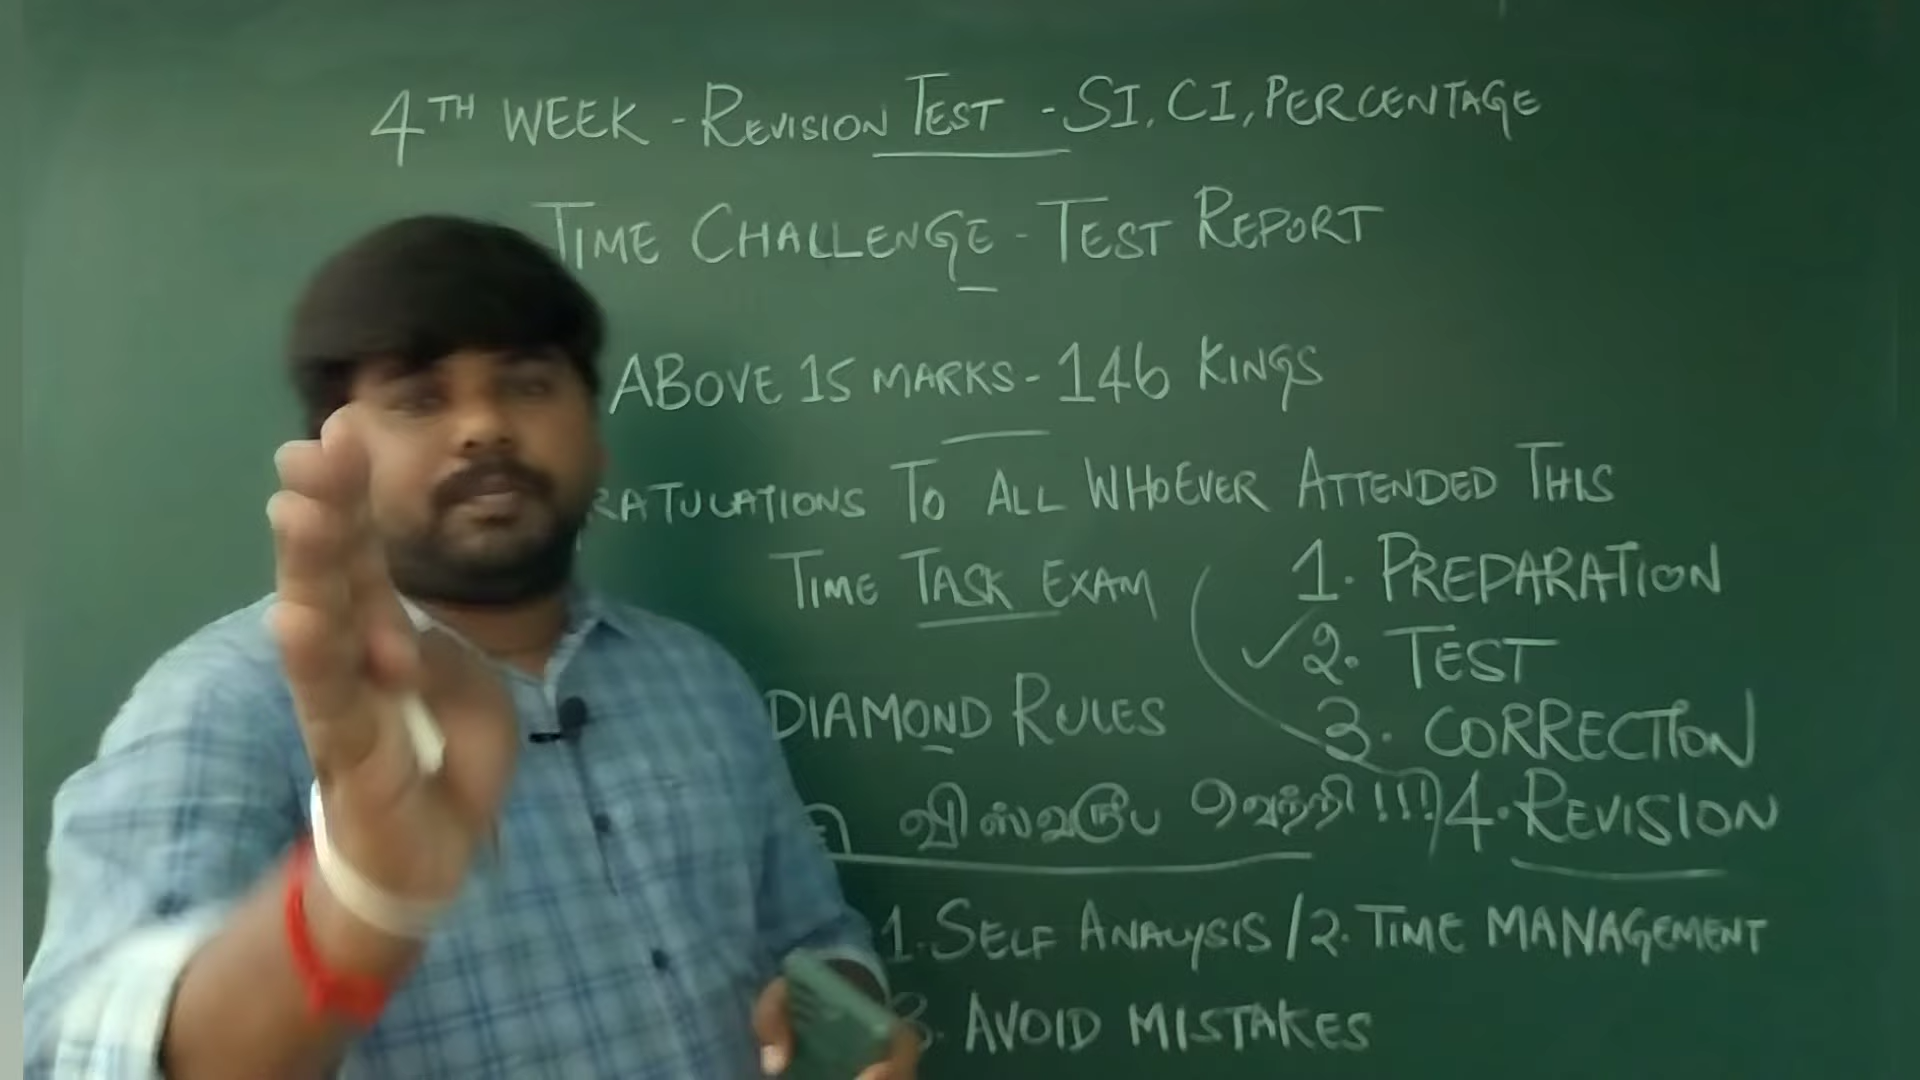 4TH WEEK - REVISION TEST - SI, CI, PERCENTAGE
TIME CHALLENGE - TEST REPORT
ABOVE 15 MARKS - 146 KINGS
RATULATIONS TO ALL WHOEVER ATTENDED THIS
TIME TASK EXAM
1. PREPARATION
2. TEST
DIAMOND RULES
3. CORRECTION
விஸ்வரூப வெற்றி!!!
4. REVISION
1. SELF ANALYSIS / 2. TIME MANAGEMENT
3. AVOID MISTAKES